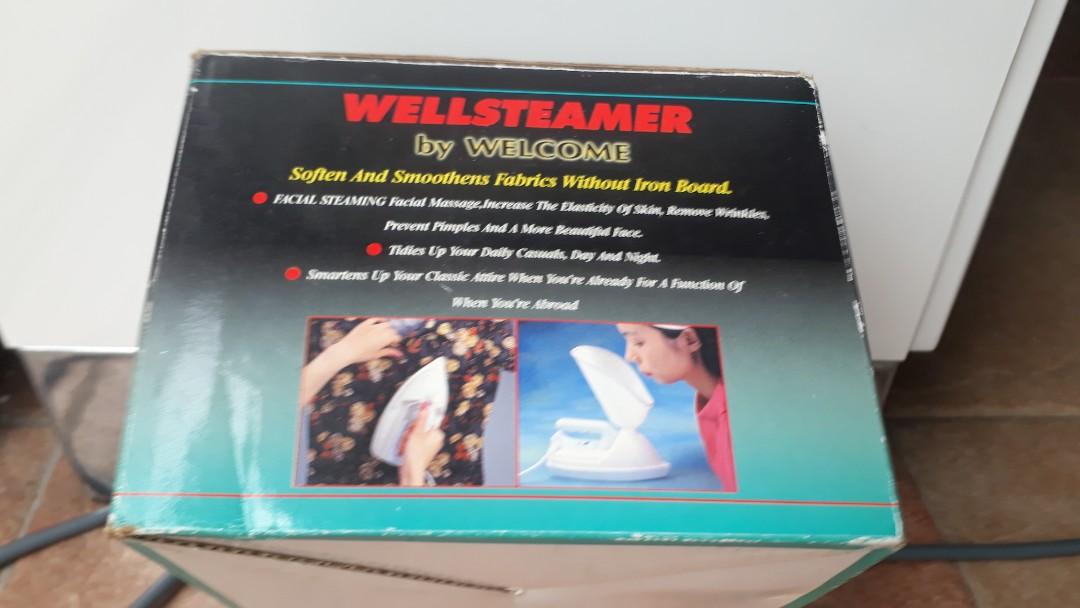 WELLSTEAMER
by WELCOME
Soften And Smoothens Fabrics Without Iron Board.
FACIAL STEAMING Facial Massage,Increase The Elasticity Of Skin, Remove Wrinkles,
Prevent Pimples And A More Beautiful Face.
Tidies Up Your Daily Casuals, Day And Night.
Smartens Up Your Classic Attire When You're Already For A Function Of
When You're Abroad